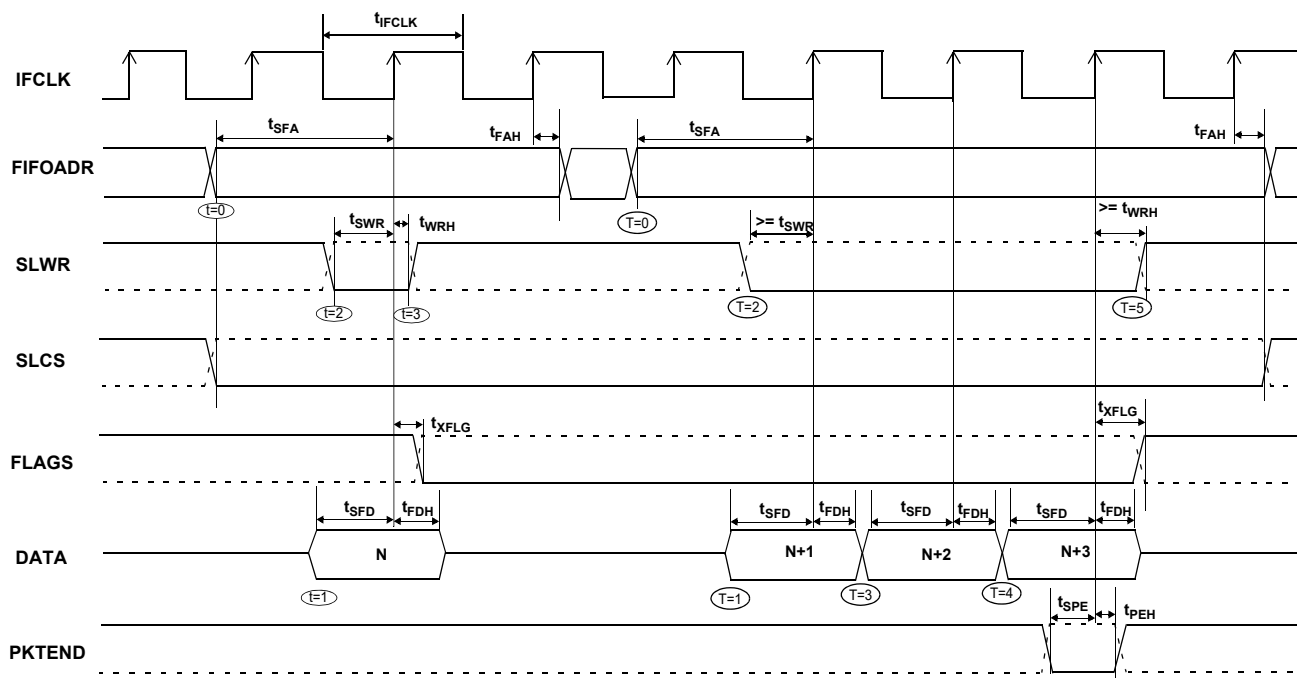 tIFCLK
IFCLK
tSFA
tFAH
tSFA
tFAH
FIFOADR
t=0
T=0
tSWR
tWRH
>= tSWR
>= tWRH
SLWR
t=2
t=3
T=2
T=5
SLCS
tXFLG
tXFLG
FLAGS
tSFD
tFDH
tSFD
tFDH
tSFD
tFDH
tSFD
tFDH
DATA
N
N+1
N+2
N+3
t=1
T=1
T=3
T=4
tSPE
tPEH
PKTEND